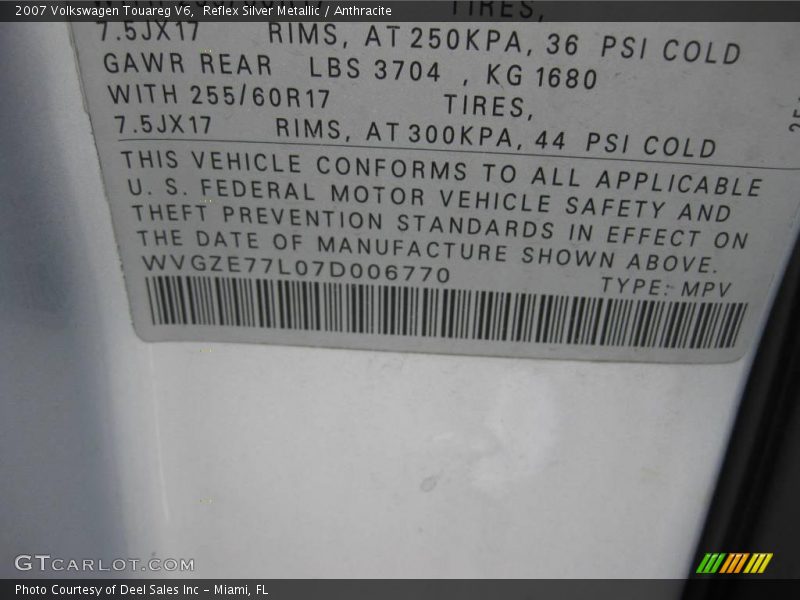 2007 Volkswagen Touareg V6,  Reflex Silver Metallic / Anthracite
TIRES,
7.5JX17 RIMS, AT 250KPA, 36 PSI COLD
GAWR REAR LBS 3704 , KG 1680
WITH 255/60R17 TIRES,
7.5JX17 RIMS, AT 300KPA, 44 PSI COLD
THIS VEHICLE CONFORMS TO ALL APPLICABLE
U. S. FEDERAL MOTOR VEHICLE SAFETY AND
THEFT PREVENTION STANDARDS IN EFFECT ON
THE DATE OF MANUFACTURE SHOWN ABOVE.
WVGZE77L07D006770 TYPE: MPV
GTCARLOT.COM
Photo Courtesy of Deel Sales Inc - Miami, FL